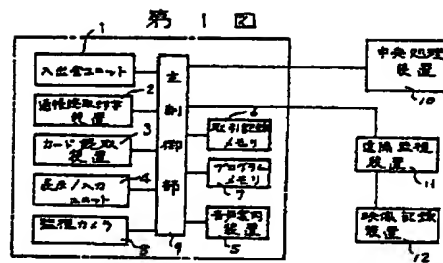 第1図
1
入出金ユニット
2
通帳読取印字
装置
3
カード読取
装置
4
表示/入力
ユニット
監視カメラ
8
主制御部
9
6
取引記録
メモリ
プログラム
メモリ
7
音声案内
装置
5
中央処理
装置
10
遠隔監視
装置
11
映像記録
装置
12